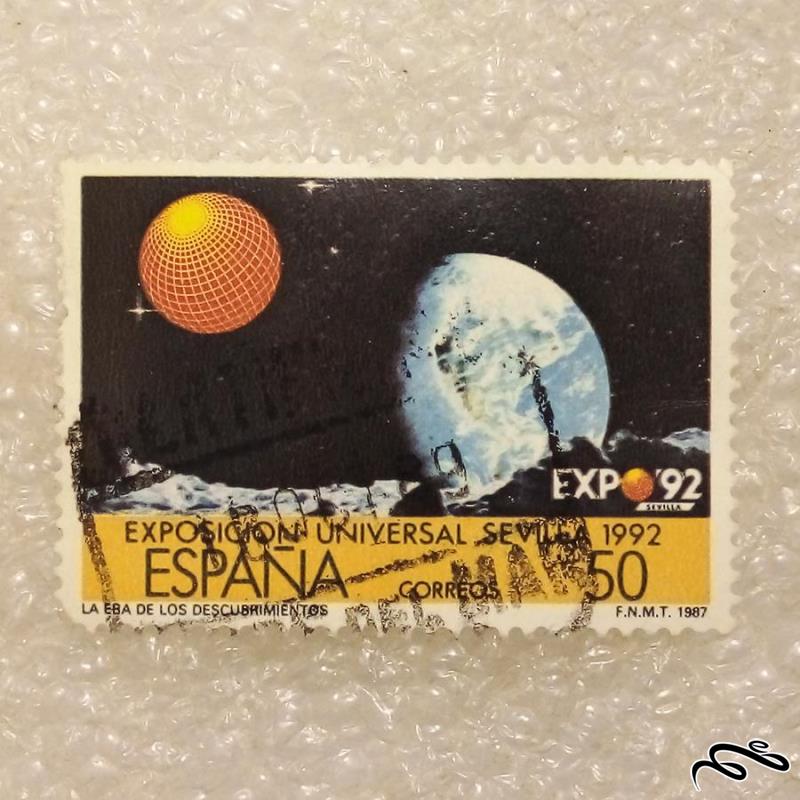 EXPO'92
SEVILLA
EXPOSICION UNIVERSAL SEVILLA 1992
ESPAÑA CORREOS 50
LA ERA DE LOS DESCUBRIMIENTOS F.N.M.T. 1987